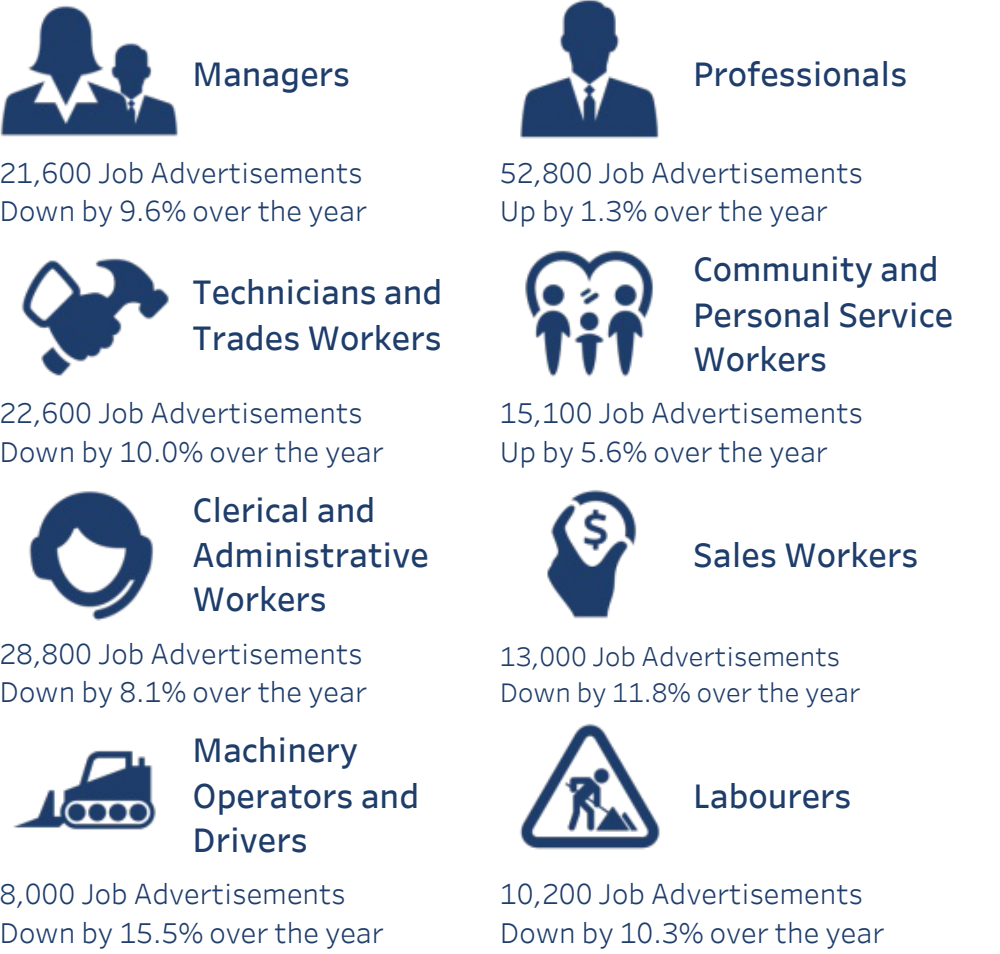 Managers
21,600 Job Advertisements
Down by 9.6% over the year
Professionals
52,800 Job Advertisements
Up by 1.3% over the year
Technicians and
Trades Workers
22,600 Job Advertisements
Down by 10.0% over the year
Community and
Personal Service
Workers
15,100 Job Advertisements
Up by 5.6% over the year
Clerical and
Administrative
Workers
28,800 Job Advertisements
Down by 8.1% over the year
$
Sales Workers
13,000 Job Advertisements
Down by 11.8% over the year
Machinery
Operators and
Drivers
8,000 Job Advertisements
Down by 15.5% over the year
Labourers
10,200 Job Advertisements
Down by 10.3% over the year